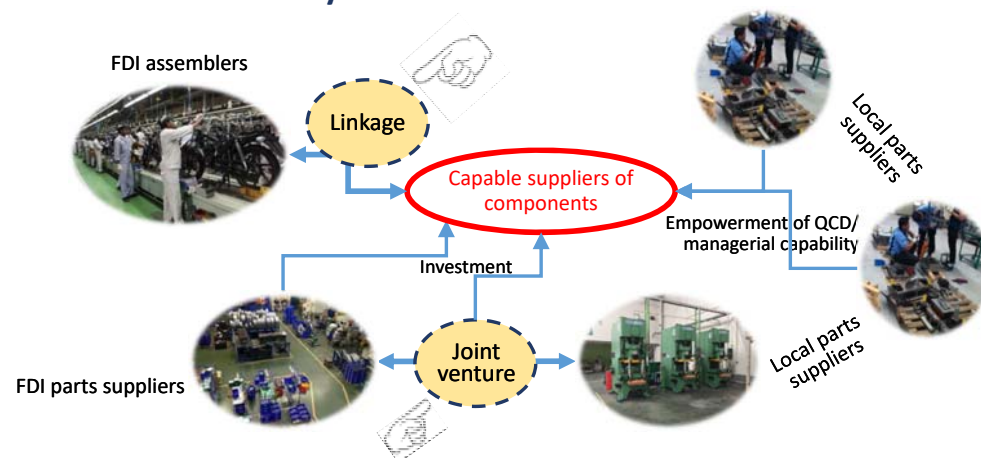 FDI assemblers
Linkage
Local parts
suppliers
Capable suppliers of
components
Empowerment of QCD/
managerial capability
Investment
Joint
venture
FDI parts suppliers
Local parts
suppliers